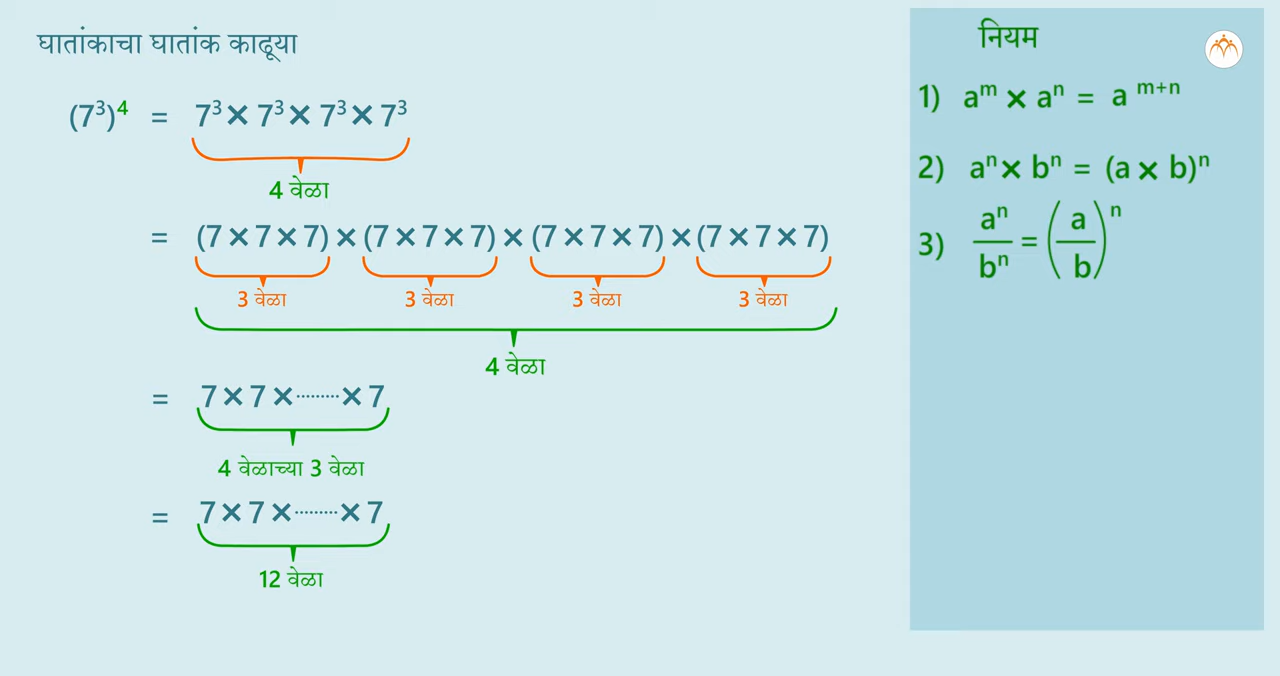 घातांकाचा घातांक काढूया
(7³)⁴ = 7³ × 7³ × 7³ × 7³
4 वेळा
= (7 × 7 × 7) × (7 × 7 × 7) × (7 × 7 × 7) × (7 × 7 × 7)
3 वेळा 3 वेळा 3 वेळा 3 वेळा
4 वेळा
= 7 × 7 × ......... × 7
4 वेळाच्या 3 वेळा
= 7 × 7 × ......... × 7
12 वेळा
नियम
1) aᵐ × aⁿ = a ᵐ⁺ⁿ
2) aⁿ × bⁿ = (a × b)ⁿ
3) aⁿ/bⁿ = (a/b)ⁿ